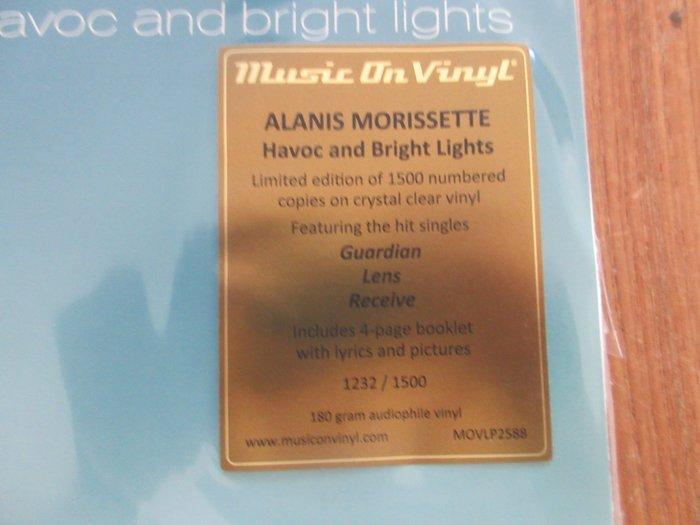 avoc and bright lights
Music On Vinyl
ALANIS MORISSETTE
Havoc and Bright Lights
Limited edition of 1500 numbered
copies on crystal clear vinyl
Featuring the hit singles
Guardian
Lens
Receive
Includes 4-page booklet
with lyrics and pictures
1232 / 1500
180 gram audiophile vinyl
www.musiconvinyl.com MOVLP2588